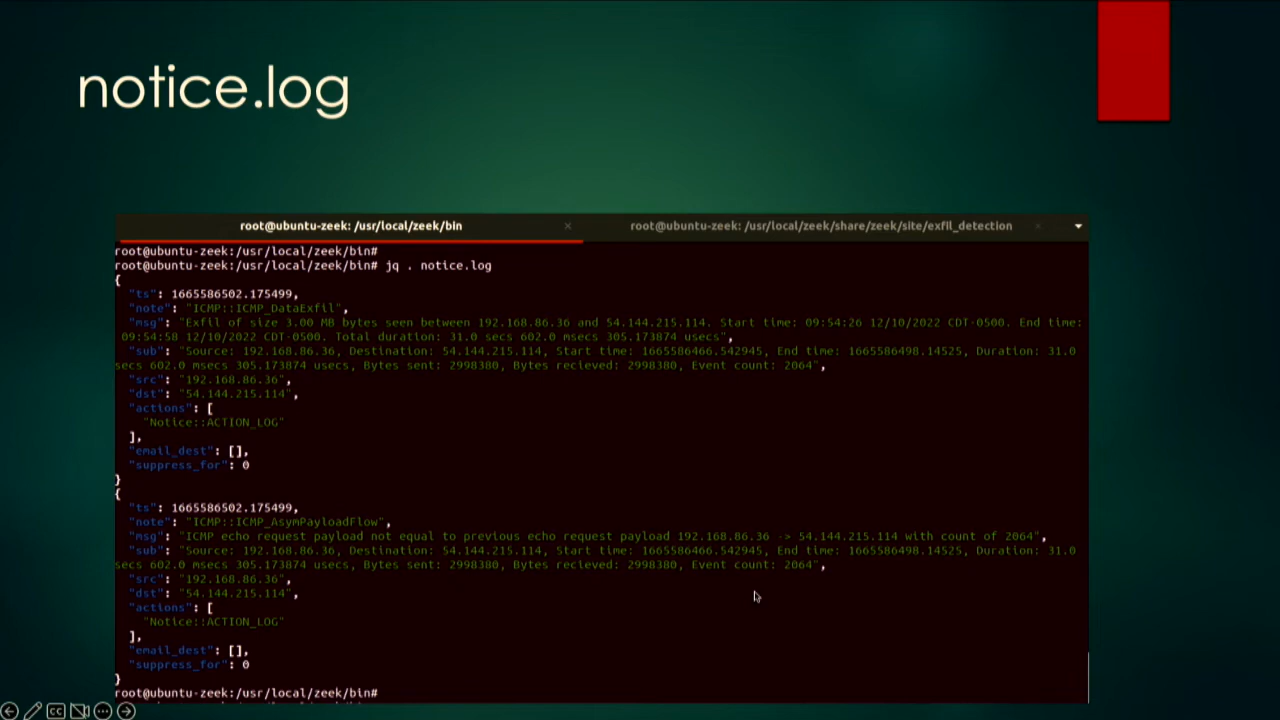 notice.log
root@ubuntu-zeek: /usr/local/zeek/bin × root@ubuntu-zeek: /usr/local/zeek/share/zeek/site/exfil_detection ×
root@ubuntu-zeek:/usr/local/zeek/bin#
root@ubuntu-zeek:/usr/local/zeek/bin# jq . notice.log
{
"ts": 1665586502.175499,
"note": "ICMP::ICMP_DataExfil",
"msg": "Exfil of size 3.00 MB bytes seen between 192.168.86.36 and 54.144.215.114. Start time: 09:54:26 12/10/2022 CDT-0500. End time:
09:54:58 12/10/2022 CDT-0500. Total duration: 31.0 secs 602.0 msecs 305.173874 usecs",
"sub": "Source: 192.168.86.36, Destination: 54.144.215.114, Start time: 1665586466.542945, End time: 1665586498.14525, Duration: 31.0
secs 602.0 msecs 305.173874 usecs, Bytes sent: 2998380, Bytes recieved: 2998380, Event count: 2064",
"src": "192.168.86.36",
"dst": "54.144.215.114",
"actions": [
"Notice::ACTION_LOG"
],
"email_dest": [],
"suppress_for": 0
}
{
"ts": 1665586502.175499,
"note": "ICMP::ICMP_AsymPayloadFlow",
"msg": "ICMP echo request payload not equal to previous echo request payload 192.168.86.36 -> 54.144.215.114 with count of 2064",
"sub": "Source: 192.168.86.36, Destination: 54.144.215.114, Start time: 1665586466.542945, End time: 1665586498.14525, Duration: 31.0
secs 602.0 msecs 305.173874 usecs, Bytes sent: 2998380, Bytes recieved: 2998380, Event count: 2064",
"src": "192.168.86.36",
"dst": "54.144.215.114",
"actions": [
"Notice::ACTION_LOG"
],
"email_dest": [],
"suppress_for": 0
}
root@ubuntu-zeek:/usr/local/zeek/bin#
CC